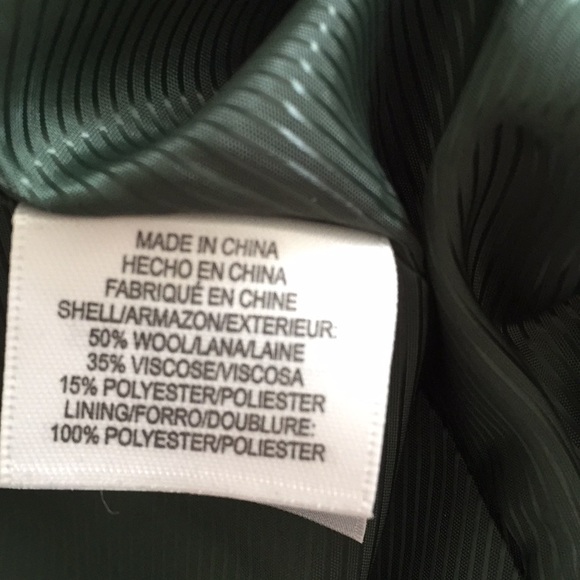 MADE IN CHINA
HECHO EN CHINA
FABRIQUÉ EN CHINE
SHELL/ARMAZON/EXTERIEUR:
50% WOOL/LANA/LAINE
35% VISCOSE/VISCOSA
15% POLYESTER/POLIESTER
LINING/FORRO/DOUBLURE:
100% POLYESTER/POLIESTER